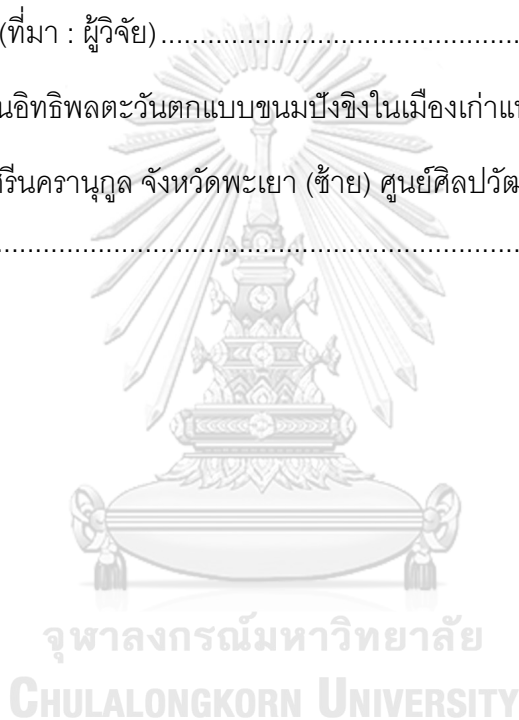 (ที่มา : ผู้วิจัย)................................................
นอิทธิพลตะวันตกแบบขนมปังขิงในเมืองเก่าแพ
ศรีนครานุกูล จังหวัดพะเยา (ซ้าย) ศูนย์ศิลปวัฒ
....................................................................
จุฬาลงกรณ์มหาวิทยาลัย
CHULALONGKORN UNIVERSITY